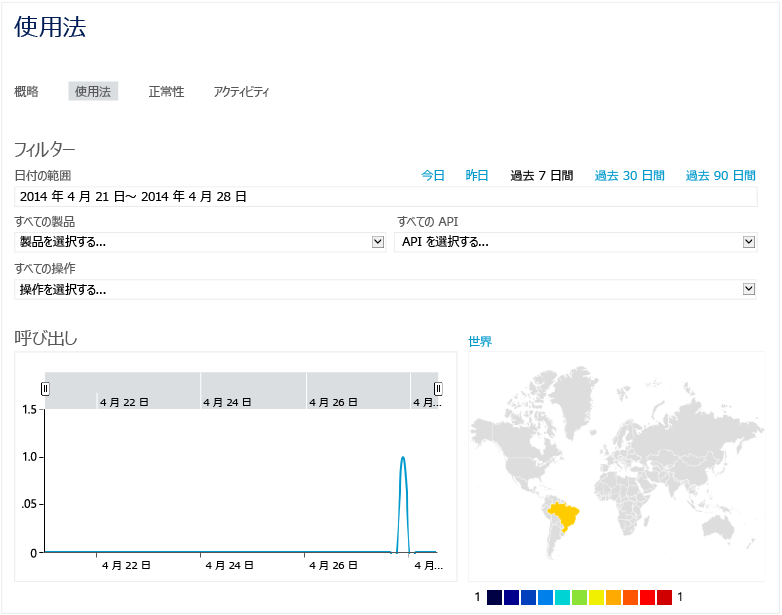 使用法
概略 使用法 正常性 アクティビティ
フィルター
日付の範囲 今日 昨日 過去 7 日間 過去 30 日間 過去 90 日間
2014 年 4 月 21 日～ 2014 年 4 月 28 日
すべての製品 すべての API
製品を選択する... API を選択する...
すべての操作
操作を選択する...
呼び出し 世界
4 月 22 日 4 月 24 日 4 月 26 日 4 月...
1.5
1.0
.05
0
4 月 22 日 4 月 24 日 4 月 26 日 4 月...
1 1